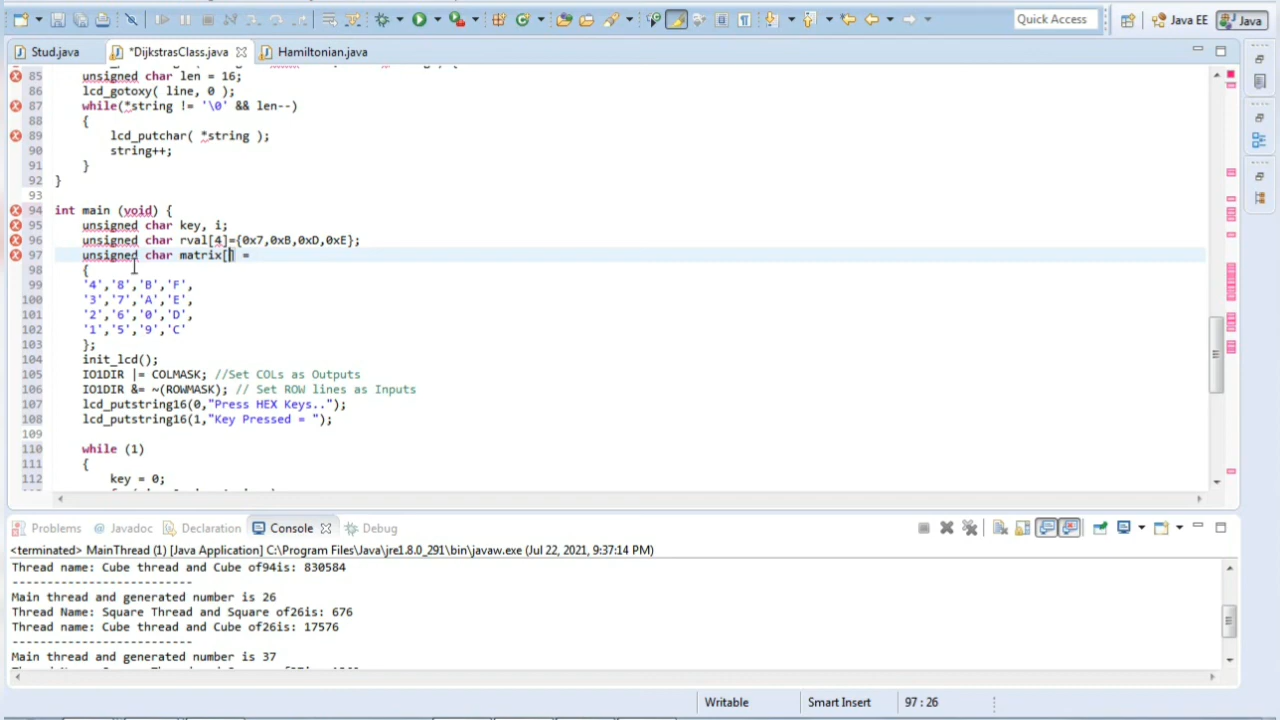 Quick Access
Java EE
Java
Stud.java
*DijkstrasClass.java
Hamiltonian.java
85 unsigned char len = 16;
86 lcd_gotoxy( line, 0 );
87 while(*string != '\0' && len--)
88 {
89 lcd_putchar( *string );
90 string++;
91 }
92 }
93
94 int main (void) {
95 unsigned char key, i;
96 unsigned char rval[4]={0x7,0xB,0xD,0xE};
97 unsigned char matrix[] =
98 {
99 '4','8','B','F',
100 '3','7','A','E',
101 '2','6','0','D',
102 '1','5','9','C'
103 };
104 init_lcd();
105 IO1DIR |= COLMASK; //Set COLs as Outputs
106 IO1DIR &= ~(ROWMASK); // Set ROW lines as Inputs
107 lcd_putstring16(0,"Press HEX Keys..");
108 lcd_putstring16(1,"Key Pressed = ");
109
110 while (1)
111 {
112 key = 0;
Problems
Javadoc
Declaration
Console
Debug
<terminated> MainThread (1) [Java Application] C:\Program Files\Java\jre1.8.0_291\bin\javaw.exe (Jul 22, 2021, 9:37:14 PM)
Thread name: Cube thread and Cube of94is: 830584
-------------------------
Main thread and generated number is 26
Thread Name: Square Thread and Square of26is: 676
Thread name: Cube thread and Cube of26is: 17576
-------------------------
Main thread and generated number is 37
Writable
Smart Insert
97 : 26